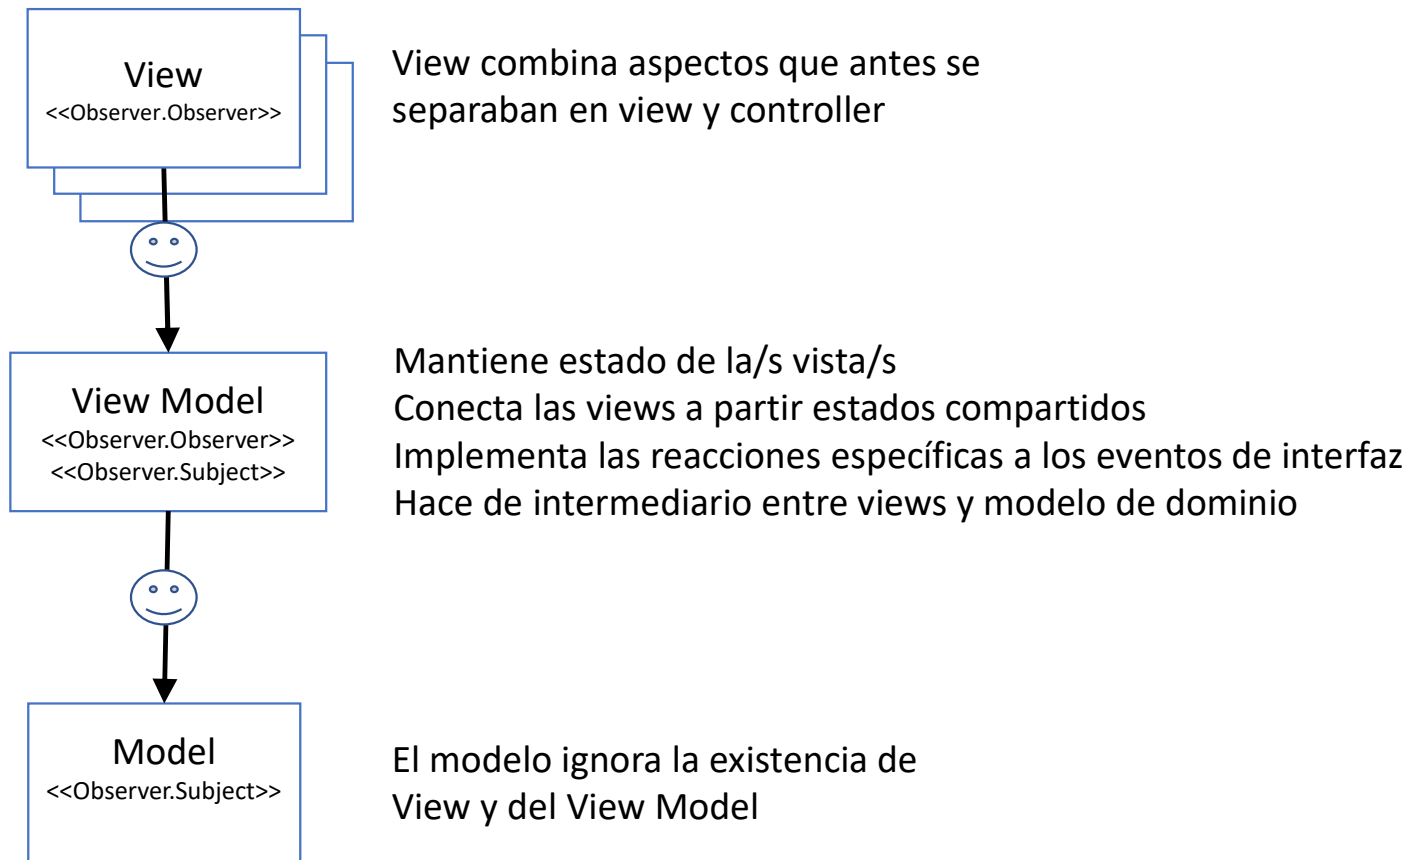 View
<<Observer.Observer>>
View combina aspectos que antes se
separaban en view y controller
View Model
<<Observer.Observer>>
<<Observer.Subject>>
Mantiene estado de la/s vista/s
Conecta las views a partir estados compartidos
Implementa las reacciones específicas a los eventos de interfaz
Hace de intermediario entre views y modelo de dominio
Model
<<Observer.Subject>>
El modelo ignora la existencia de
View y del View Model